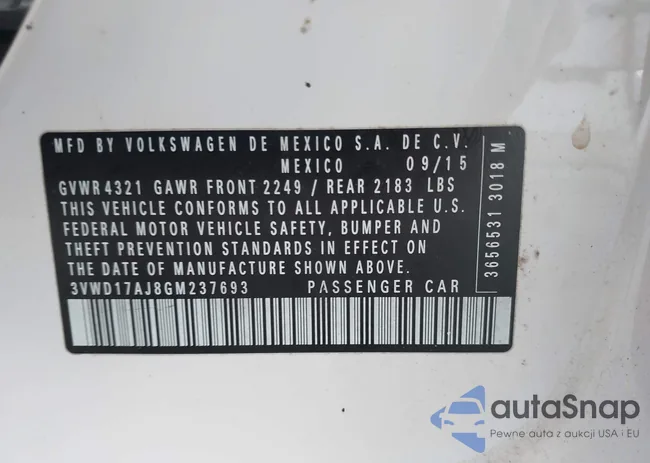 MFD BY VOLKSWAGEN DE MEXICO S.A. DE C.V.
MEXICO 09/15
GVWR 4321 GAWR FRONT 2249 / REAR 2183 LBS
THIS VEHICLE CONFORMS TO ALL APPLICABLE U.S.
FEDERAL MOTOR VEHICLE SAFETY, BUMPER AND
THEFT PREVENTION STANDARDS IN EFFECT ON
THE DATE OF MANUFACTURE SHOWN ABOVE.
3VWD17AJ8GM237693 PASSENGER CAR
3656531 3018 M
autaSnap
Pewne auta z aukcji USA i EU